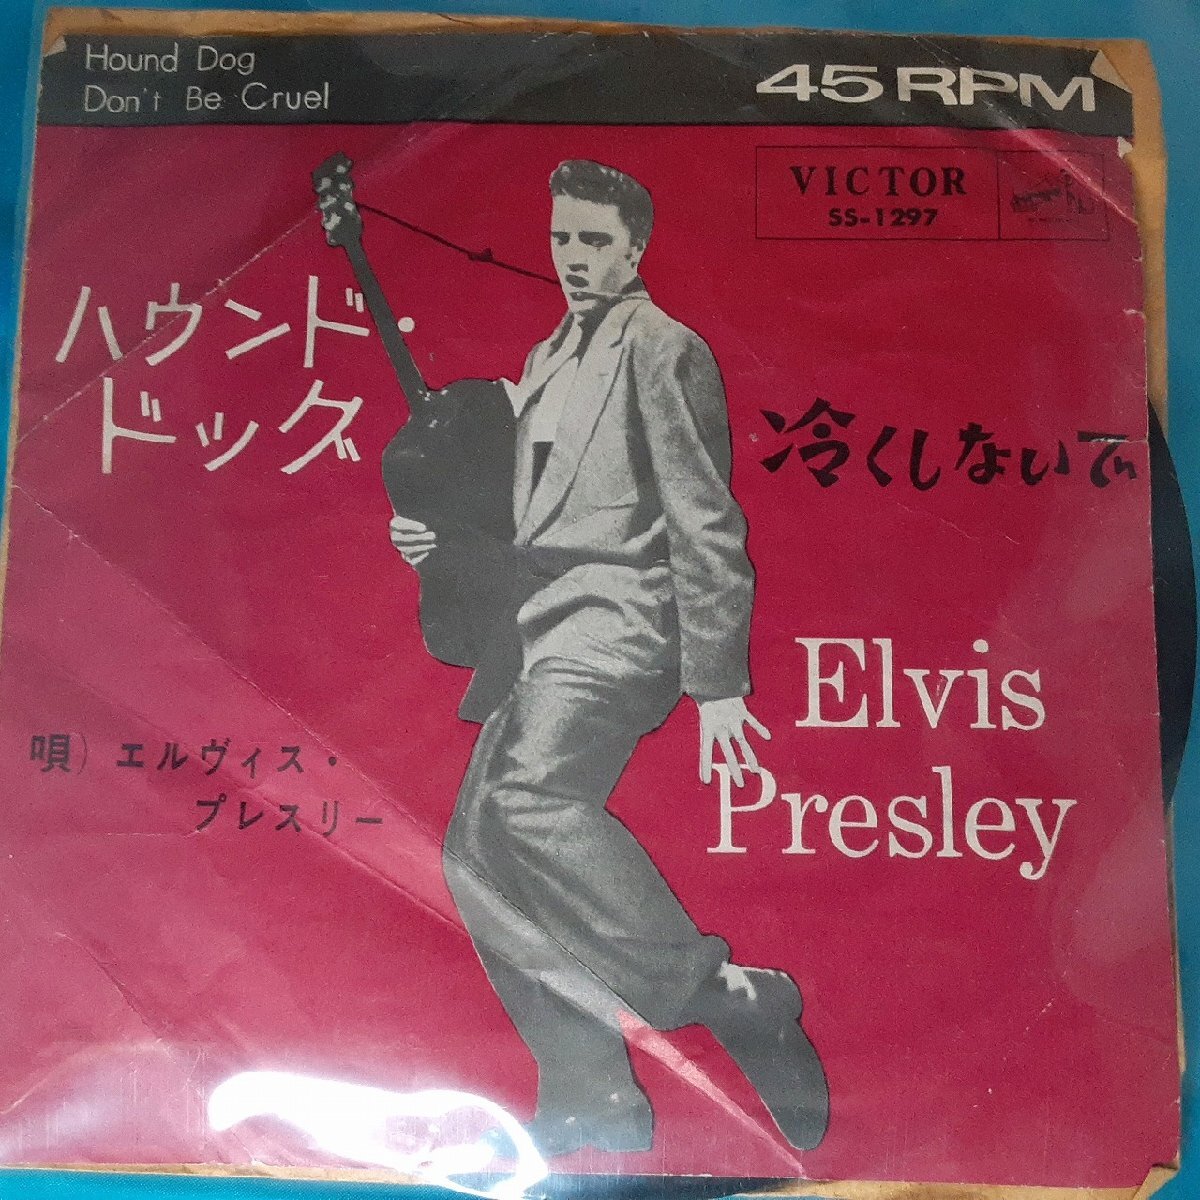 Hound Dog
Don't Be Cruel
45 RPM
VICTOR
SS-1297
ハウンド・
ドッグ
冷くしないで
Elvis
Presley
唄）エルヴィス・
プレスリー